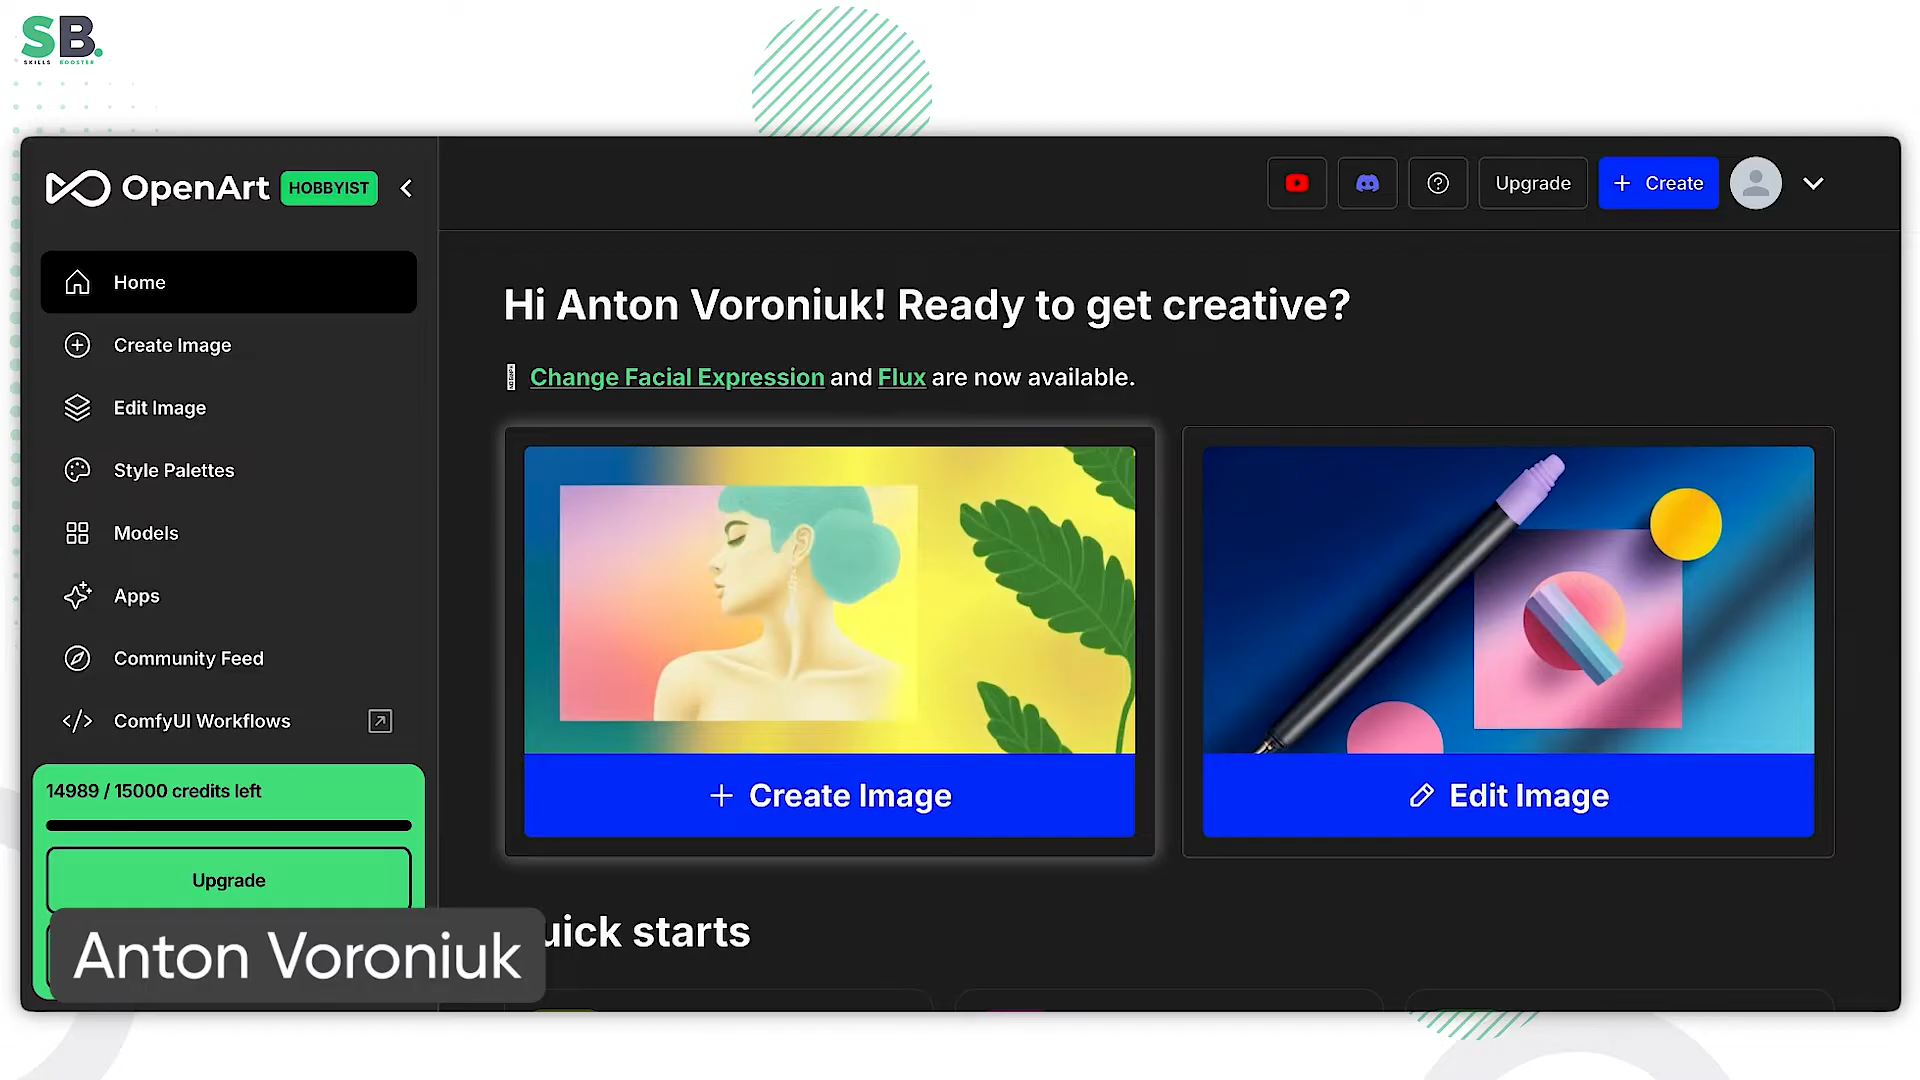 SB.
SKILLS BOOSTER
OpenArt HOBBYIST
Upgrade
+ Create
Home
Create Image
Edit Image
Style Palettes
Models
Apps
Community Feed
ComfyUI Workflows
14989 / 15000 credits left
Upgrade
Hi Anton Voroniuk! Ready to get creative?
Change Facial Expression and Flux are now available.
+ Create Image
Edit Image
uick starts
Anton Voroniuk